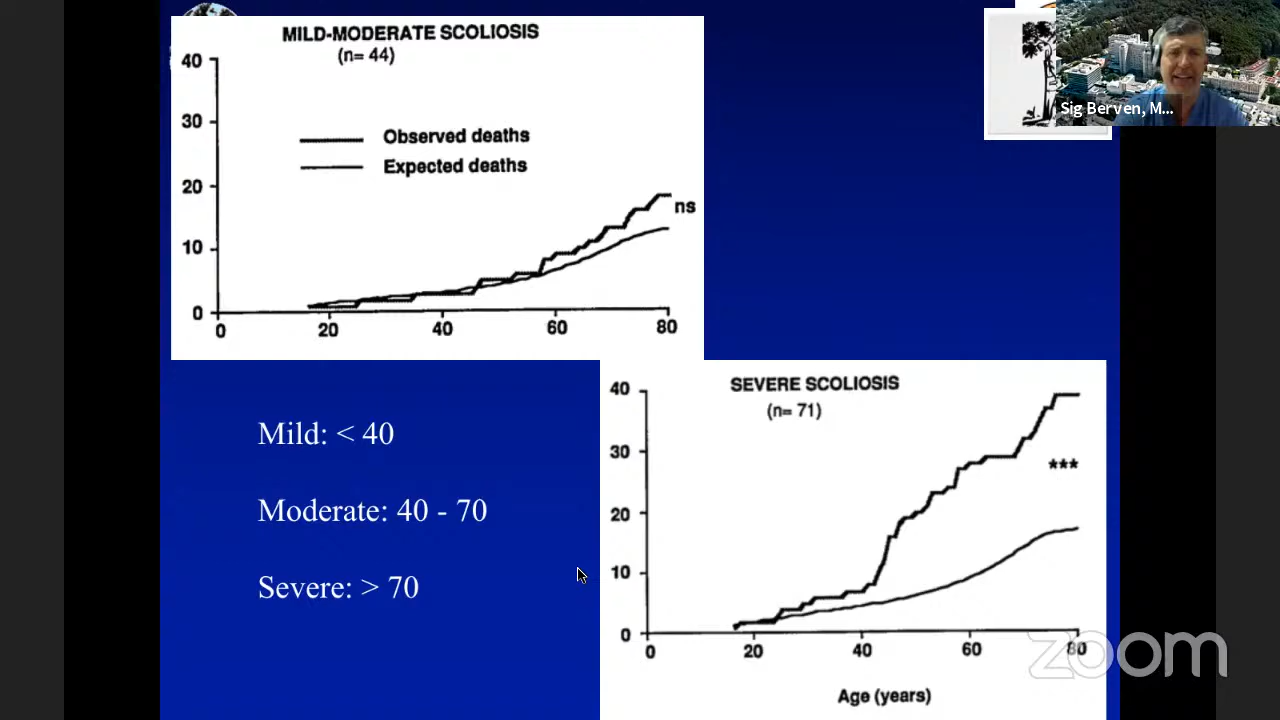 MILD-MODERATE SCOLIOSIS
(n= 44)
40
30
20
10
0
Observed deaths
Expected deaths
ns
0 20 40 60 80
Sig Berven, M...
Mild: < 40
Moderate: 40 - 70
Severe: > 70
SEVERE SCOLIOSIS
(n= 71)
40
30
20
10
0
***
0 20 40 60 80
Age (years)
zoom